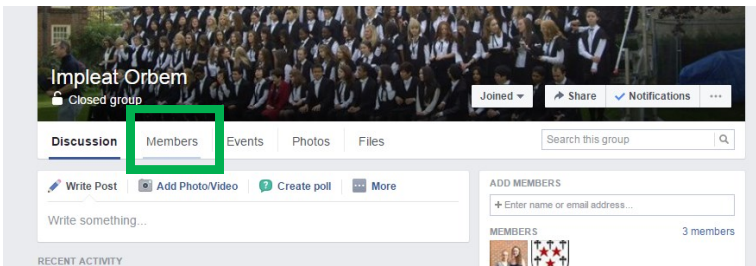 Impleat Orbem
Closed group
Joined Share Notifications ...
Discussion Members Events Photos Files Search this group
Write Post Add Photo/Video Create poll More
Write something...
RECENT ACTIVITY
ADD MEMBERS
+ Enter name or email address...
MEMBERS 3 members